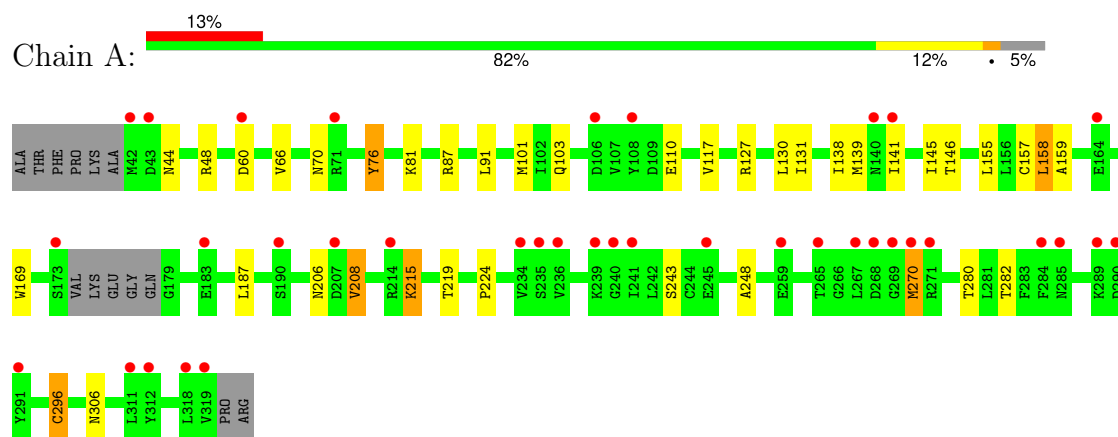 13%
Chain A:
82% 12% • 5%
ALA THR PHE PRO LYS ALA M42 D43 N44 R48 D60 V66 N70 R71 Y76 K81 R87 L91 M101 I102 Q103 D106 V107 Y108 D109 E110 V117 R127 L130 I131 I138 M139 N140 I141 I145 T146 L155 L156 C157 L158 A159 E164
W169 S173 VAL LYS GLU GLY GLN G179 E183 L187 S190 N206 D207 V208 R214 K215 T219 P224 V234 S235 V236 K239 G240 I241 L242 S243 C244 E245 A248 E259 T265 G266 L267 D268 G269 M270 R271 T280 L281 T282 F283 F284 N285 K289 D290
Y291 C296 N306 L311 Y312 L318 V319 PRO ARG